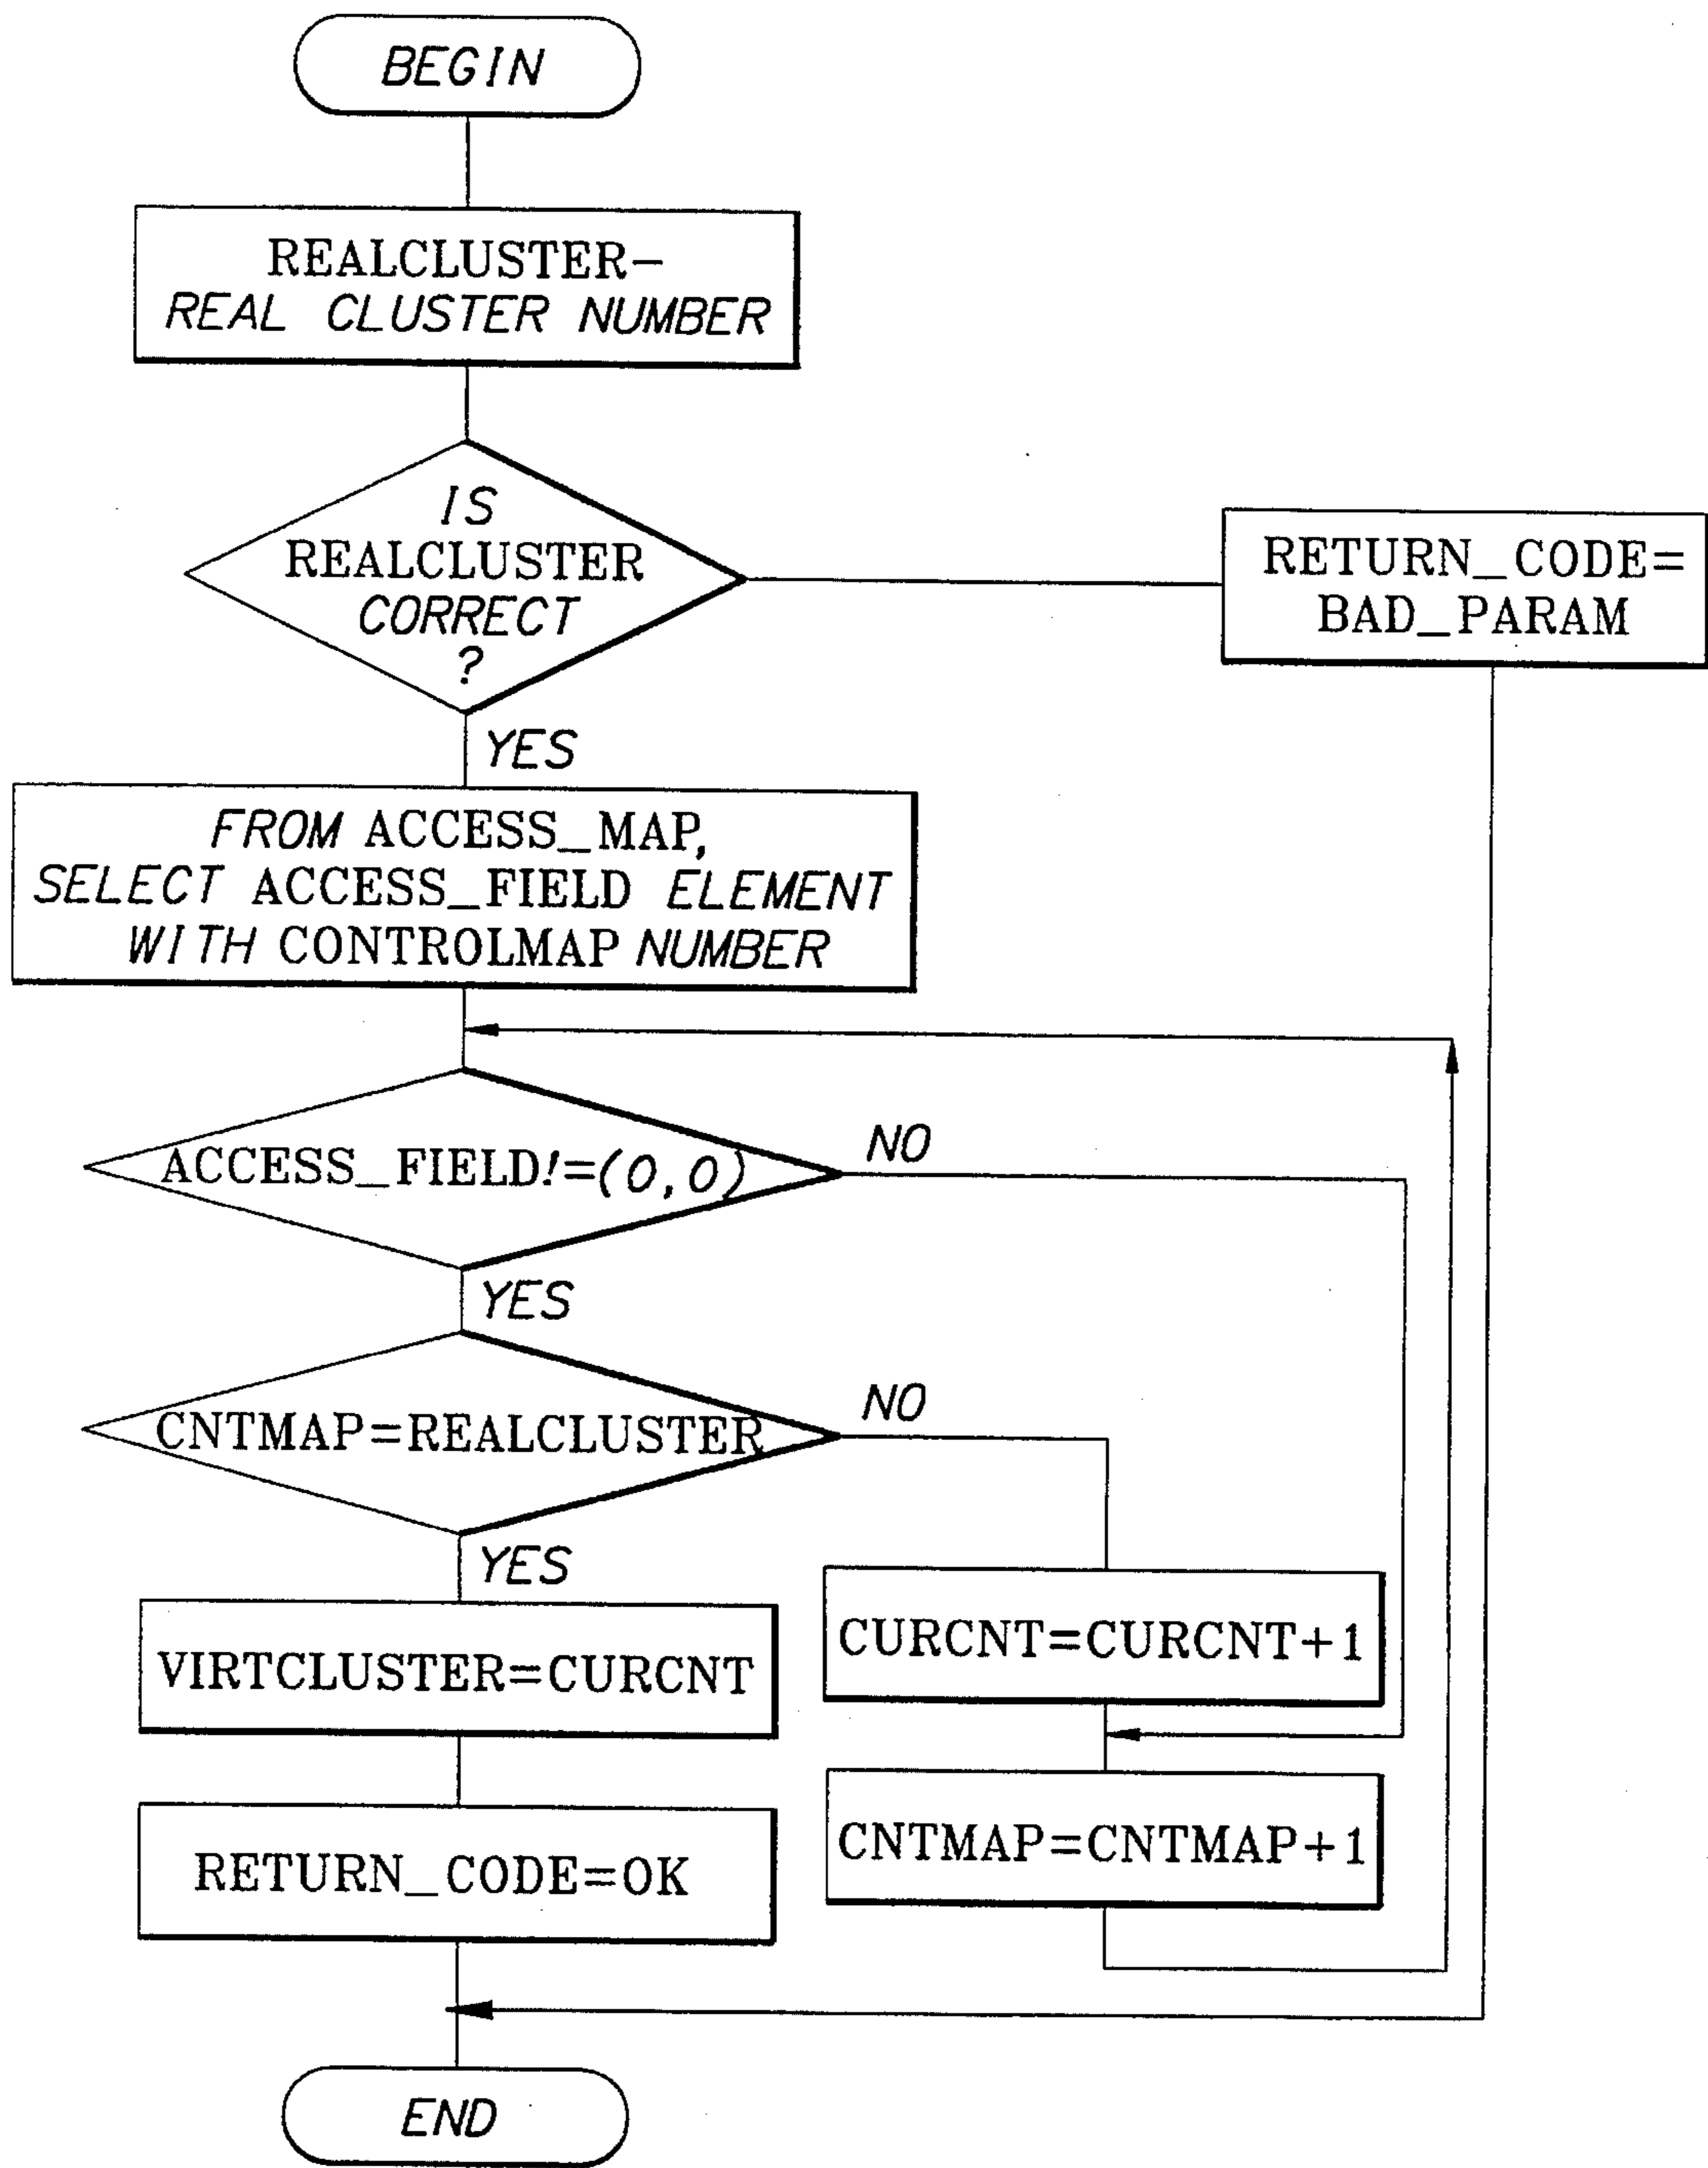 BEGIN
REALCLUSTER-
REAL CLUSTER NUMBER
IS
REALCLUSTER
CORRECT
?
RETURN_CODE=
BAD_PARAM
YES
FROM ACCESS_MAP,
SELECT ACCESS_FIELD ELEMENT
WITH CONTROLMAP NUMBER
ACCESS_FIELD!=(0,0)
NO
YES
CNTMAP=REALCLUSTER
NO
YES
VIRTCLUSTER=CURCNT
CURCNT=CURCNT+1
CNTMAP=CNTMAP+1
RETURN_CODE=OK
END